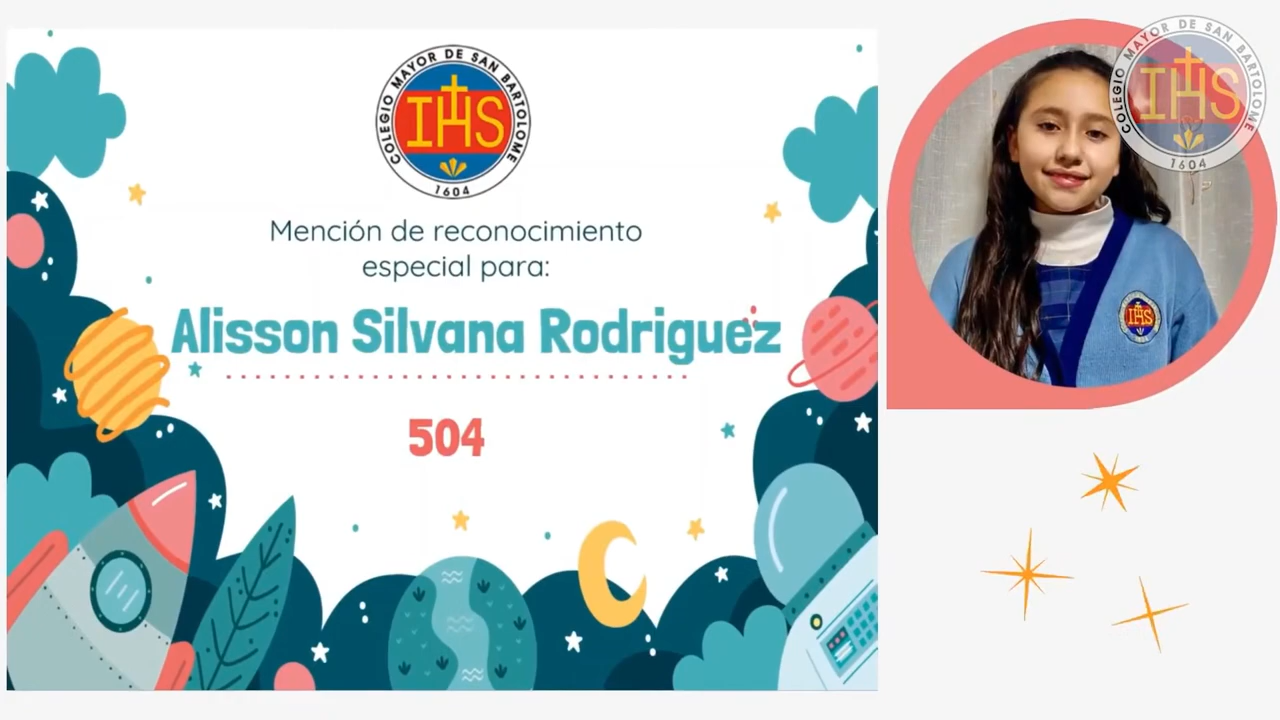 COLEGIO MAYOR DE SAN BARTOLOME
IHS
1604
Mención de reconocimiento
especial para:
Alisson Silvana Rodriguez
504
COLEGIO MAYOR DE SAN BARTOLOME
IHS
1604
IHS